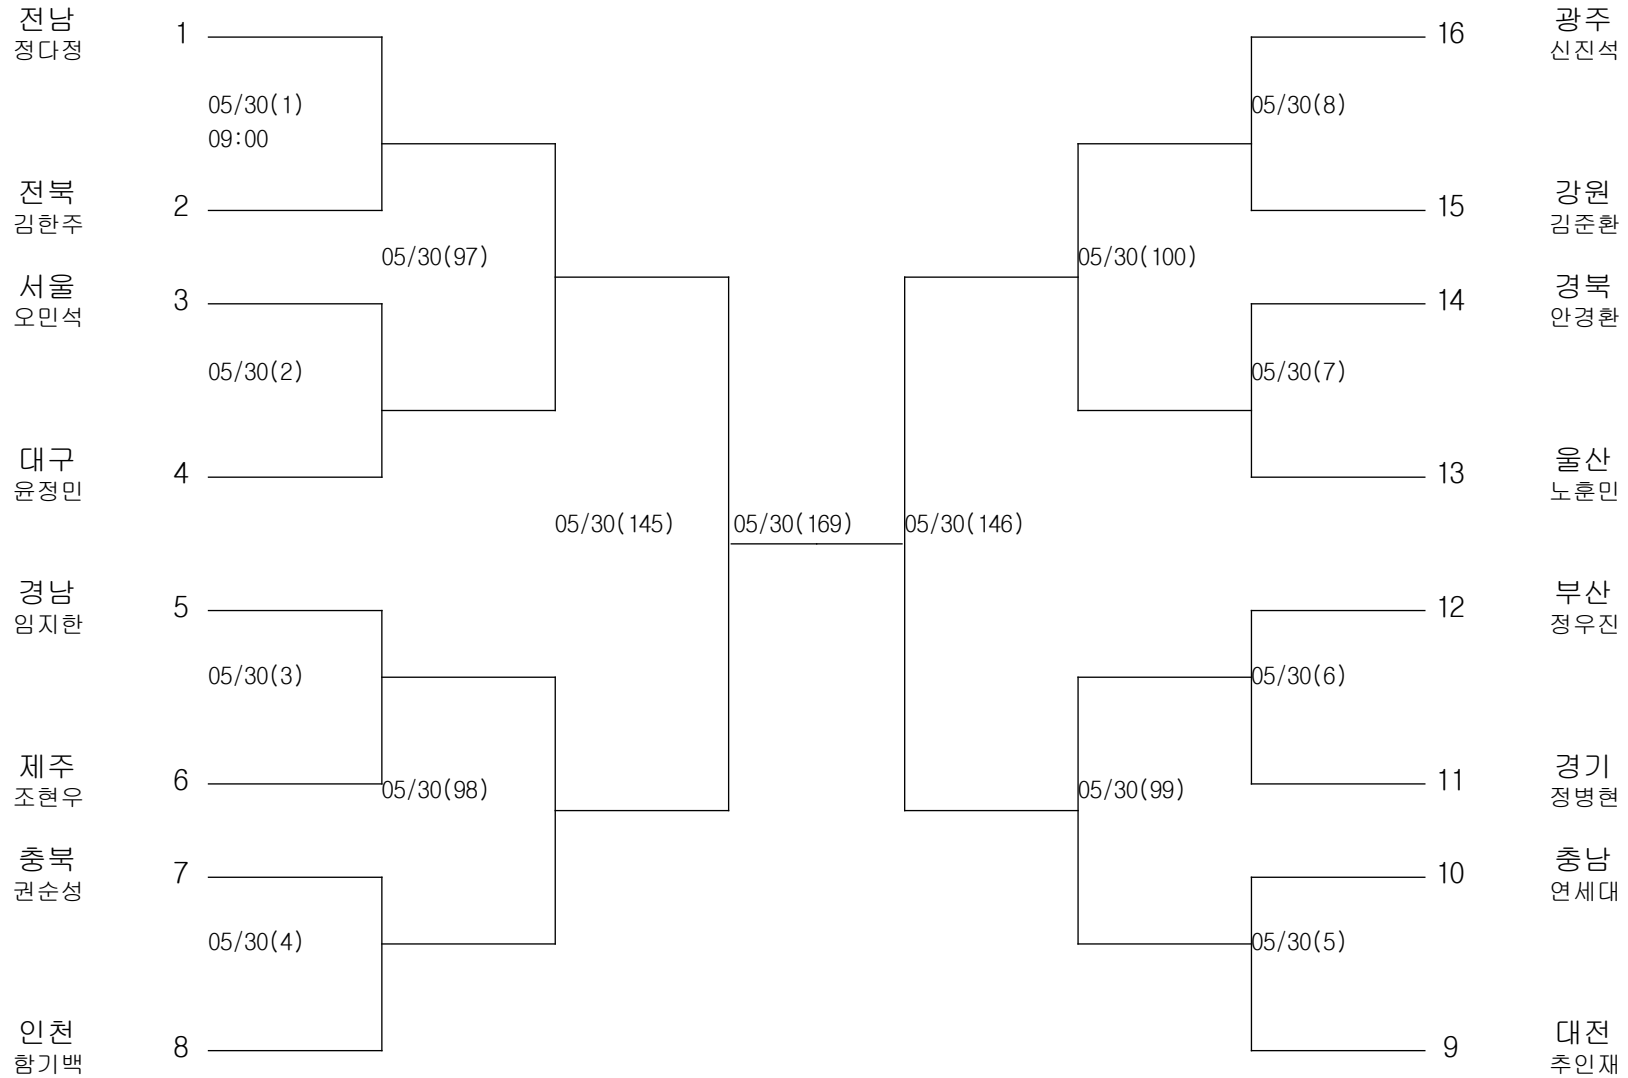 전남
정다정
1
05/30(1)
09:00
전북
김한주
2
05/30(97)
서울
오민석
3
05/30(2)
대구
윤정민
4
05/30(145)
경남
임지한
5
05/30(3)
제주
조현우
6
05/30(98)
충북
권순성
7
05/30(4)
인천
함기백
8
05/30(169)
16
광주
신진석
05/30(8)
15
강원
김준환
05/30(100)
14
경북
안경환
05/30(7)
13
울산
노훈민
05/30(146)
12
부산
정우진
05/30(6)
11
경기
정병현
05/30(99)
10
충남
연세대
05/30(5)
9
대전
추인재